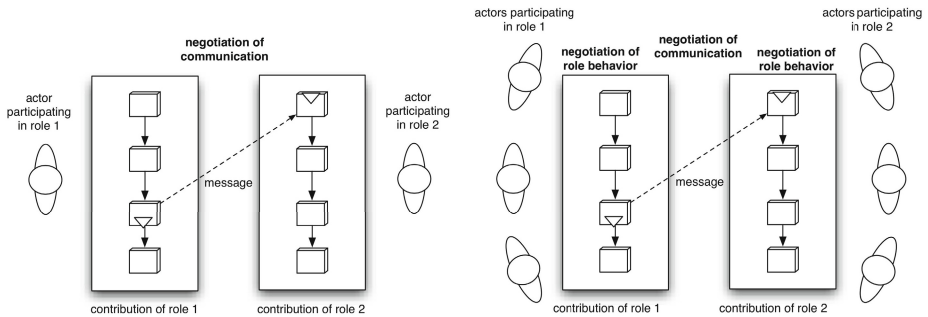 negotiation of
communication
actor
participating
in role 1
actor
participating
in role 2
message
contribution of role 1
contribution of role 2
actors participating
in role 1
actors participating
in role 2
negotiation of
communication
negotiation of
role behavior
negotiation of
role behavior
message
contribution of role 1
contribution of role 2